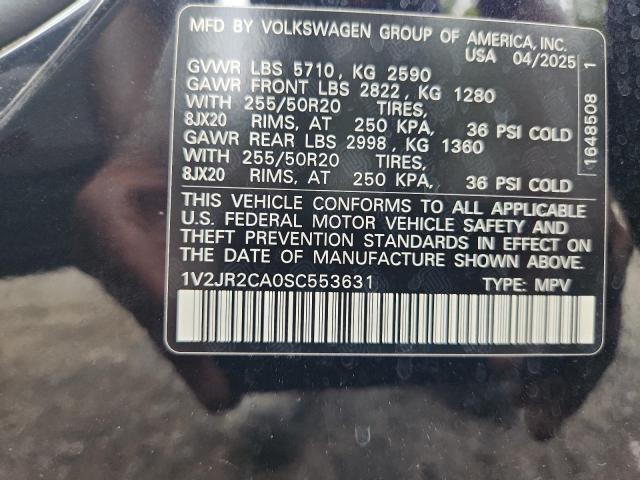 MFD BY VOLKSWAGEN GROUP OF AMERICA, INC.
USA 04/2025
GVWR LBS 5710, KG 2590
GAWR FRONT LBS 2822, KG 1280
WITH 255/50R20 TIRES,
8JX20 RIMS, AT 250 KPA, 36 PSI COLD
GAWR REAR LBS 2998, KG 1360
WITH 255/50R20 TIRES,
8JX20 RIMS, AT 250 KPA, 36 PSI COLD
THIS VEHICLE CONFORMS TO ALL APPLICABLE
U.S. FEDERAL MOTOR VEHICLE SAFETY AND
THEFT PREVENTION STANDARDS IN EFFECT ON
THE DATE OF MANUFACTURE SHOWN ABOVE.
1V2JR2CA0SC553631 TYPE: MPV
1648508 1